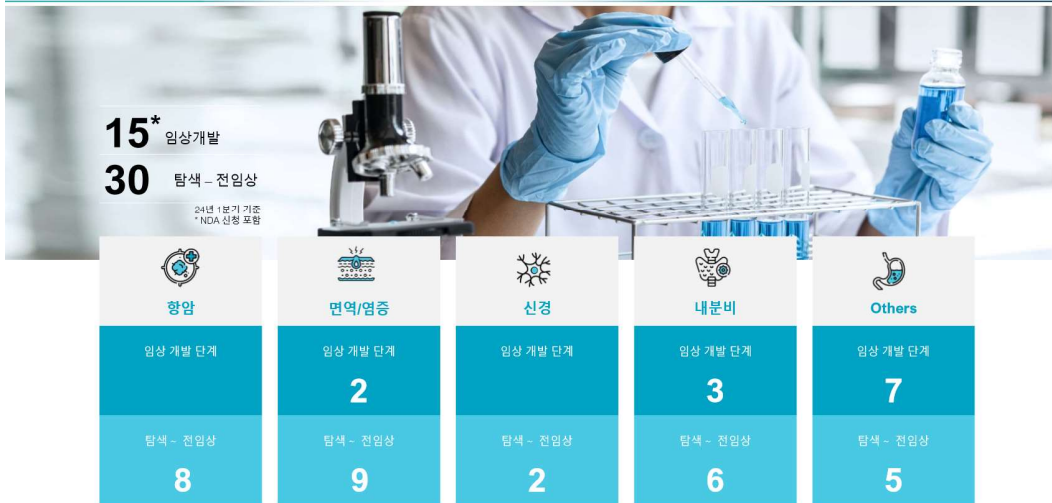 15* 임상개발
30 탐색 – 전임상
24년 1분기 기준
* NDA 신청 포함
항암
면역/염증
신경
내분비
Others
임상 개발 단계
임상 개발 단계
2
임상 개발 단계
임상 개발 단계
3
임상 개발 단계
7
탐색 ~ 전임상
8
탐색 ~ 전임상
9
탐색 ~ 전임상
2
탐색 ~ 전임상
6
탐색 ~ 전임상
5